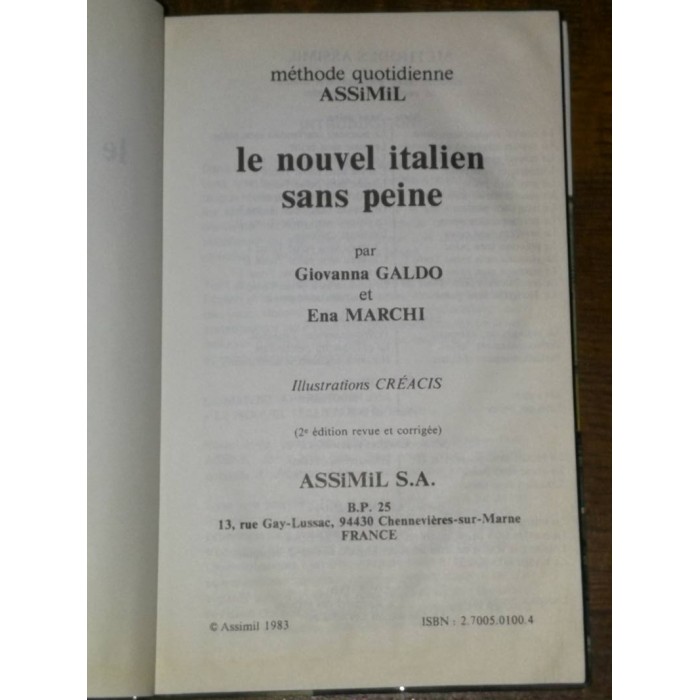 méthode quotidienne
ASSiMiL
le nouvel italien
sans peine
par
Giovanna GALDO
et
Ena MARCHI
Illustrations CRÉACIS
(2e édition revue et corrigée)
ASSiMiL S.A.
B.P. 25
13, rue Gay-Lussac, 94430 Chennevières-sur-Marne
FRANCE
© Assimil 1983
ISBN : 2.7005.0100.4